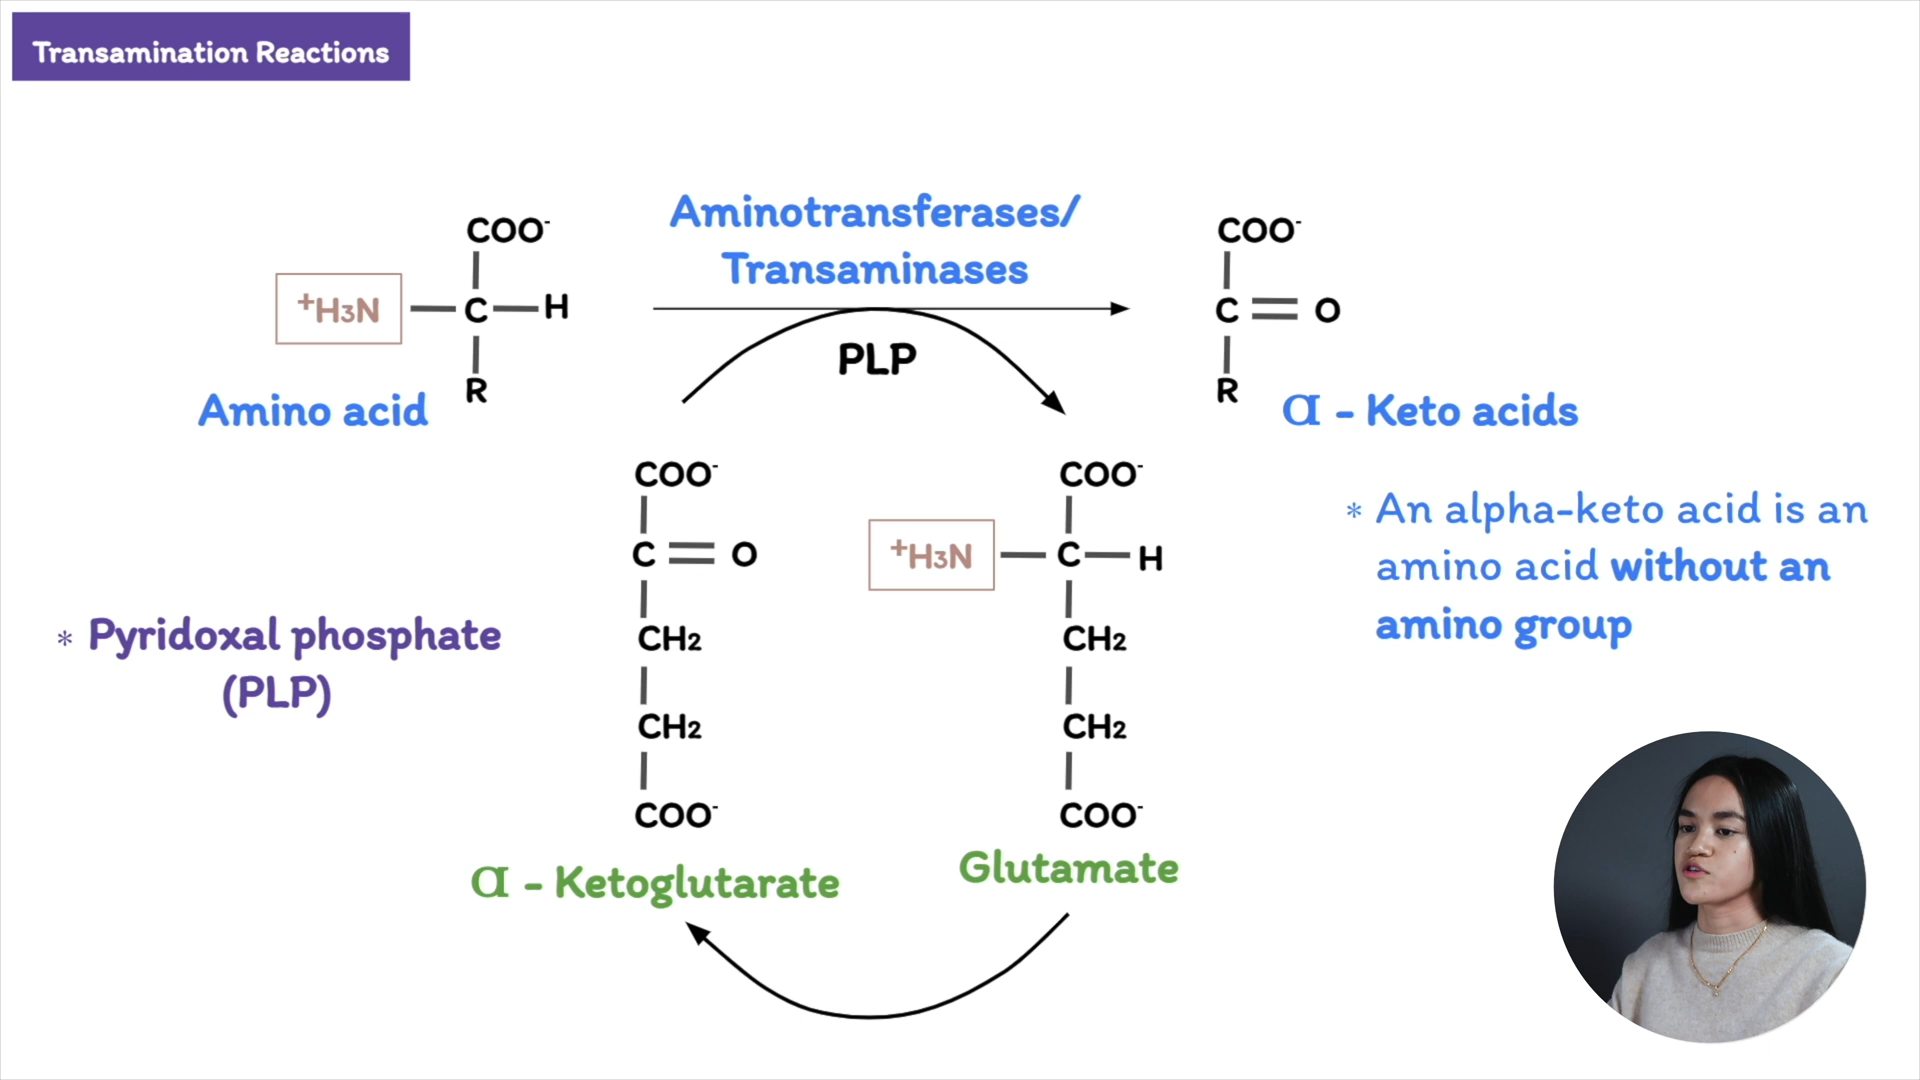 Transamination Reactions
Aminotransferases/
Transaminases
COO-
+H3N
C
H
R
Amino acid
PLP
COO-
C
O
R
α - Keto acids
COO-
C
O
CH2
CH2
COO-
α - Ketoglutarate
COO-
+H3N
C
H
CH2
CH2
COO-
Glutamate
* An alpha-keto acid is an
amino acid without an
amino group
* Pyridoxal phosphate
(PLP)